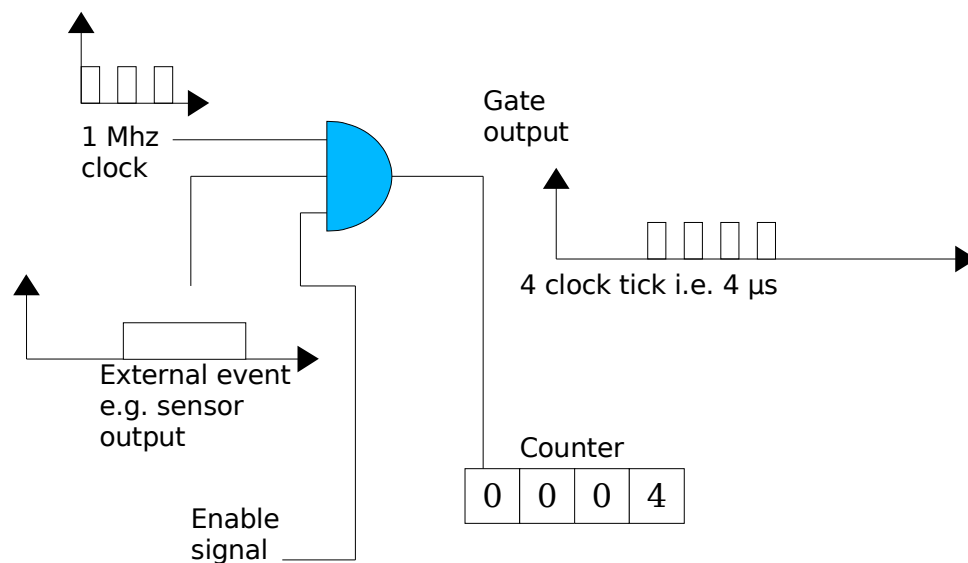 1 Mhz
clock
Gate
output
4 clock tick i.e. 4 µs
External event
e.g. sensor
output
Counter
0 0 0 4
Enable
signal